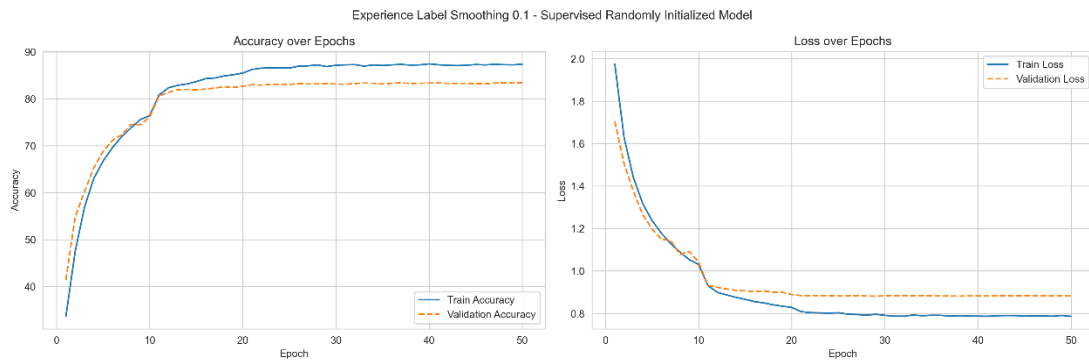 Experience Label Smoothing 0.1 - Supervised Randomly Initialized Model
Accuracy over Epochs
90
80
70
60
50
40
Accuracy
0
10
20
30
40
50
Epoch
Train Accuracy
Validation Accuracy
Loss over Epochs
2.0
1.8
1.6
1.4
1.2
1.0
0.8
Loss
0
10
20
30
40
50
Epoch
Train Loss
Validation Loss